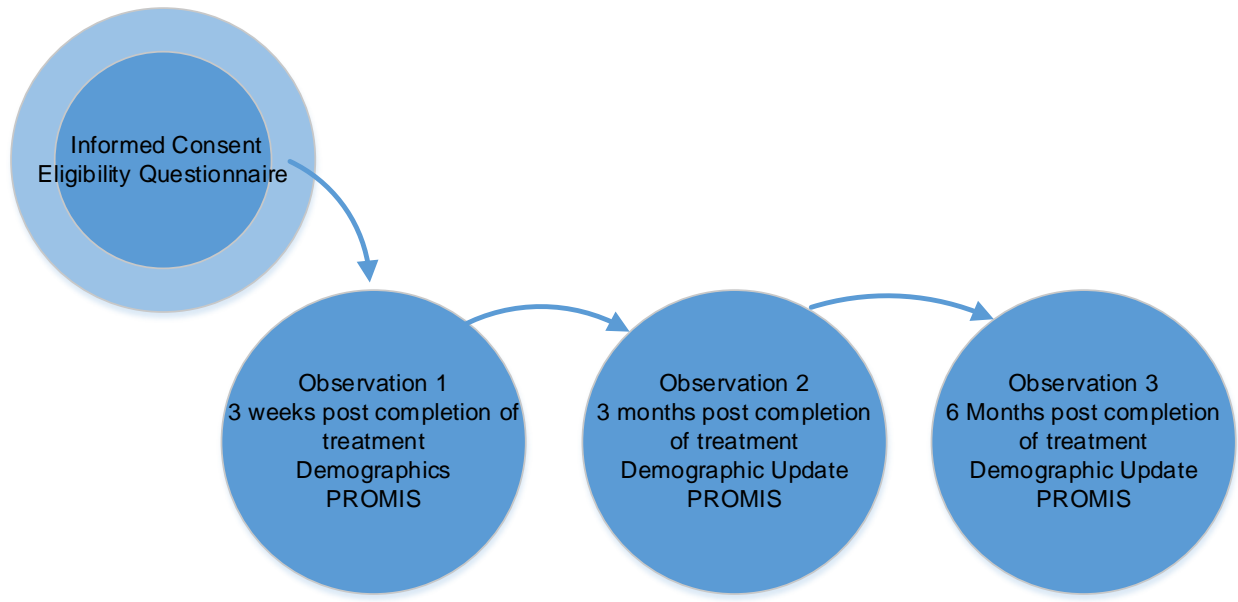 Informed Consent
Eligibility Questionnaire
Observation 1
3 weeks post completion of
treatment
Demographics
PROMIS
Observation 2
3 months post completion
of treatment
Demographic Update
PROMIS
Observation 3
6 Months post completion
of treatment
Demographic Update
PROMIS